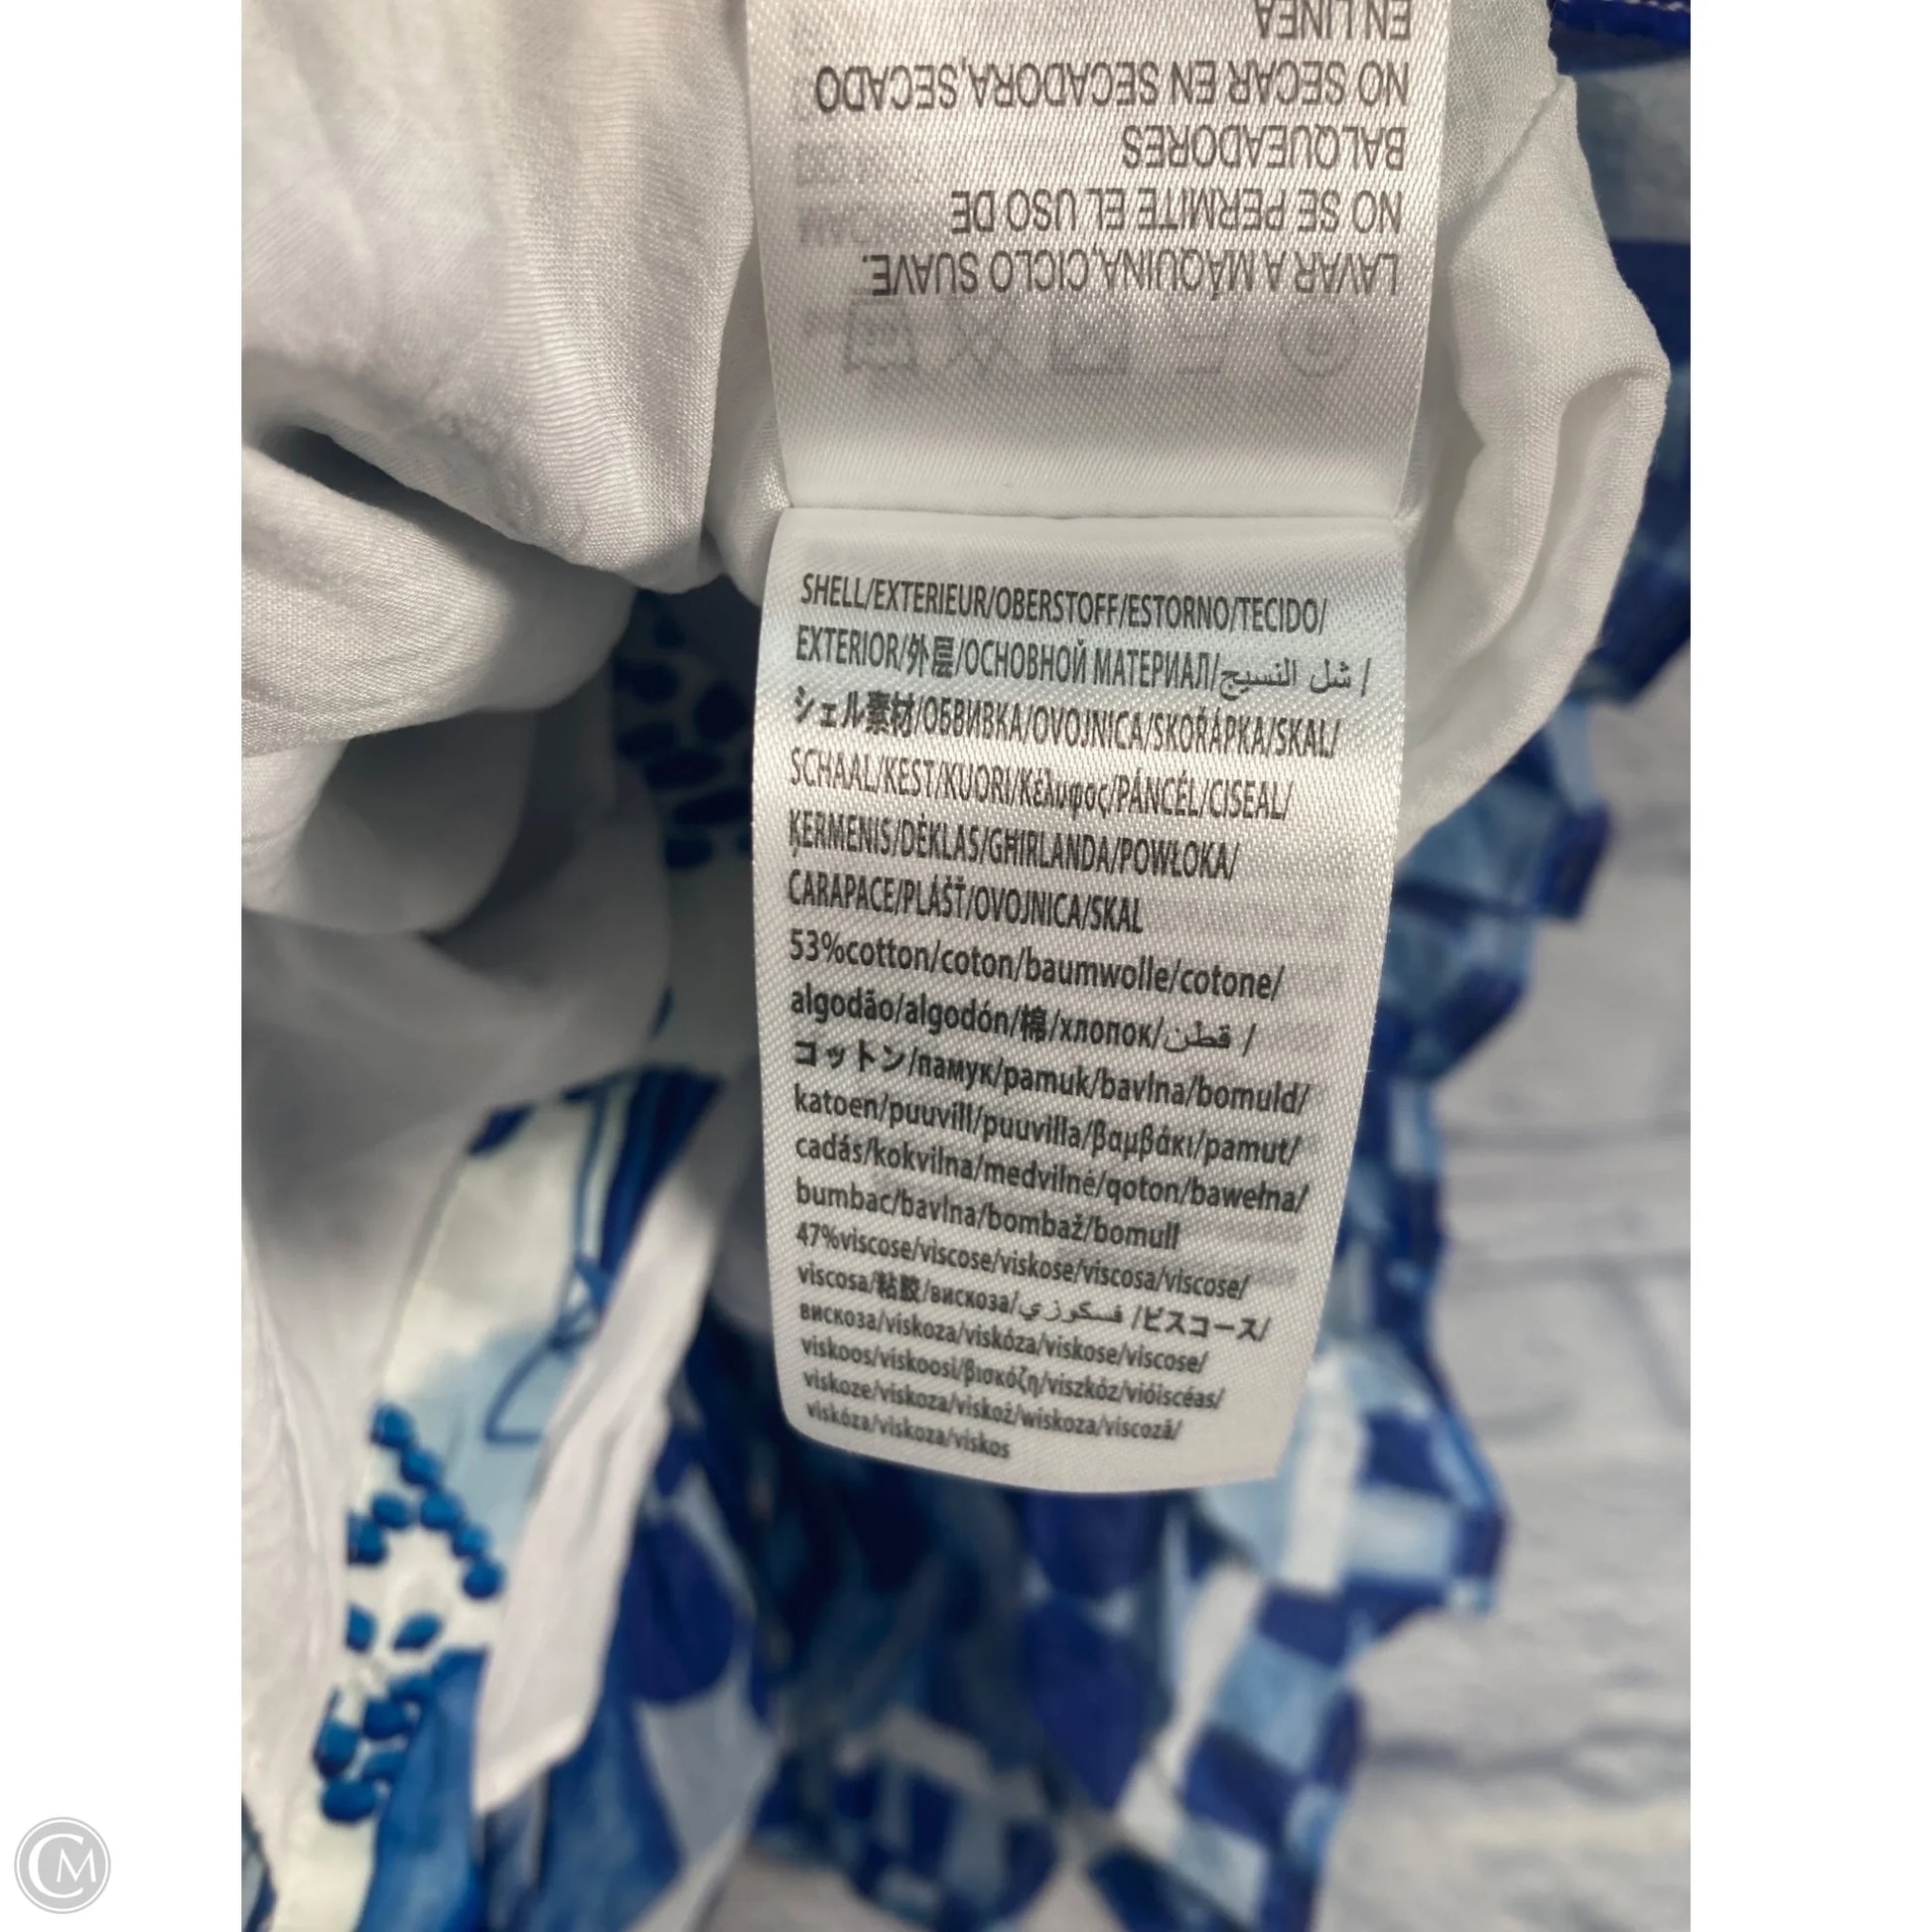 LAVAR A MÁQUINA,CICLO SUAVE.
NO SE PERMITE EL USO DE
BALQUEADORES
NO SECAR EN SECADORA,SECADO
EN LINEA
SHELL/EXTERIEUR/OBERSTOFF/ESTORNO/TECIDO/
EXTERIOR/外层/ОСНОВНОЙ МАТЕРИАЛ/شل النسيج /
シェル素材/ОБВИВКА/OVOJNICA/SKOŘÁPKA/SKAL/
SCHAAL/KEST/KUORI/Κέλυφος/PÁNCÉL/CISEAL/
ĶERMENIS/DĖKLAS/GĦIRLANDA/POWŁOKA/
CARAPACE/PLÁŠŤ/OVOJNICA/SKAL
53%cotton/coton/baumwolle/cotone/
algodão/algodón/棉/хлопок/قطن /
コットン/памук/pamuk/bavlna/bomuld/
katoen/puuvill/puuvilla/βαμβάκι/pamut/
cadás/kokvilna/medvilnė/qoton/bawełna/
bumbac/bavlna/bombaž/bomull
47%viscose/viscose/viskose/viscosa/viscose/
viscosa/粘胶/вискоза/فسكوزي /ビスコース/
вискоза/viskoza/viskóza/viskose/viscose/
viskoos/viskoosi/βισκόζη/viszkóz/vióiscéas/
viskoze/viskoza/viskož/wiskoza/viscoză/
viskóza/viskoza/viskos
CM